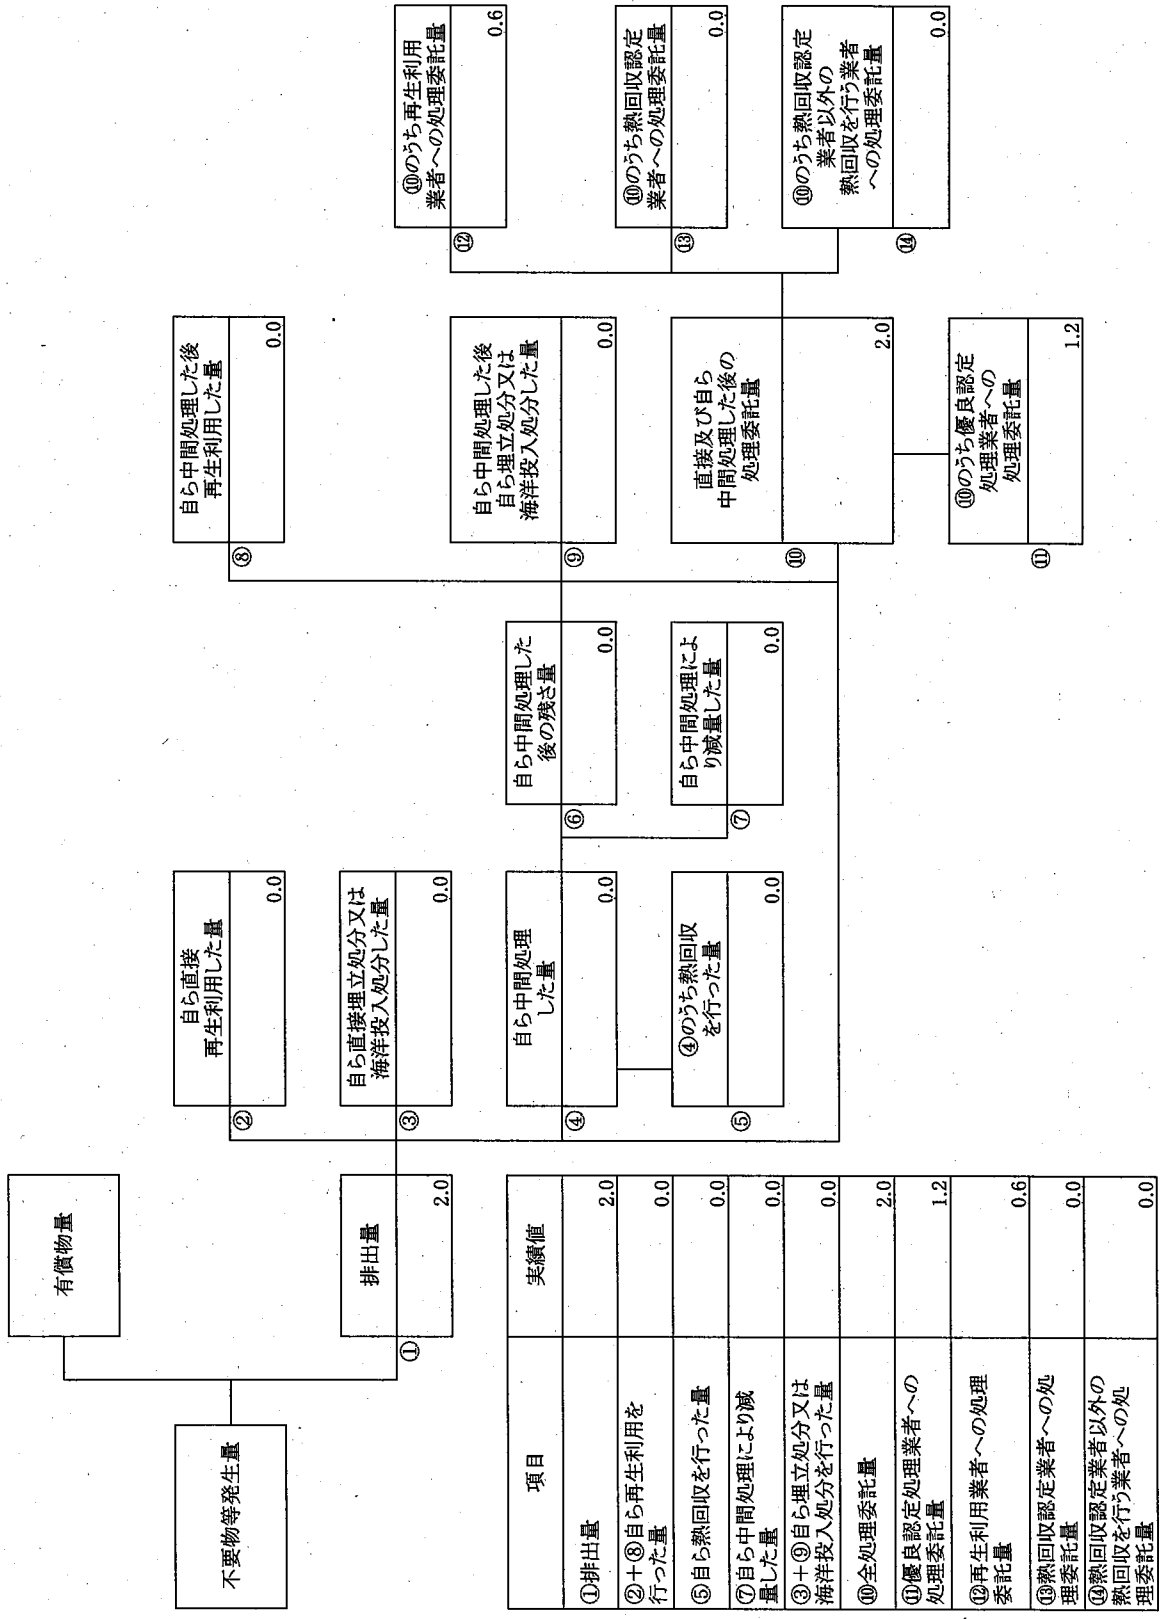 不要物等発生量
有償物量
排出量
①
2.0
自ら直接
再生利用した量
②
0.0
自ら直接埋立処分又は
海洋投入処分した量
③
0.0
自ら中間処理
した量
④
0.0
④のうち熱回収
を行った量
⑤
0.0
自ら中間処理した
後の残さ量
⑥
0.0
自ら中間処理によ
り減量した量
⑦
0.0
自ら中間処理した後
再生利用した量
⑧
0.0
自ら中間処理した後
自ら埋立処分又は
海洋投入処分した量
⑨
0.0
直接及び自ら
中間処理した後の
処理委託量
⑩
2.0
⑩のうち優良認定
処理業者への
処理委託量
⑪
1.2
⑩のうち再生利用
業者への処理委託量
⑫
0.6
⑩のうち熱回収認定
業者への処理委託量
⑬
0.0
⑩のうち熱回収認定
業者以外の
熱回収を行う業者
への処理委託量
⑭
0.0
項目 実績値
①排出量 2.0
②+⑧自ら再生利用を
行った量 0.0
⑤自ら熱回収を行った量 0.0
⑦自ら中間処理により減
量した量 0.0
③+⑨自ら埋立処分又は
海洋投入処分を行った量 0.0
⑩全処理委託量 2.0
⑪優良認定処理業者への
処理委託量 1.2
⑫再生利用業者への処理
委託量 0.6
⑬熱回収認定業者への処
理委託量 0.0
⑭熱回収認定業者以外の
熱回収を行う業者への処
理委託量 0.0